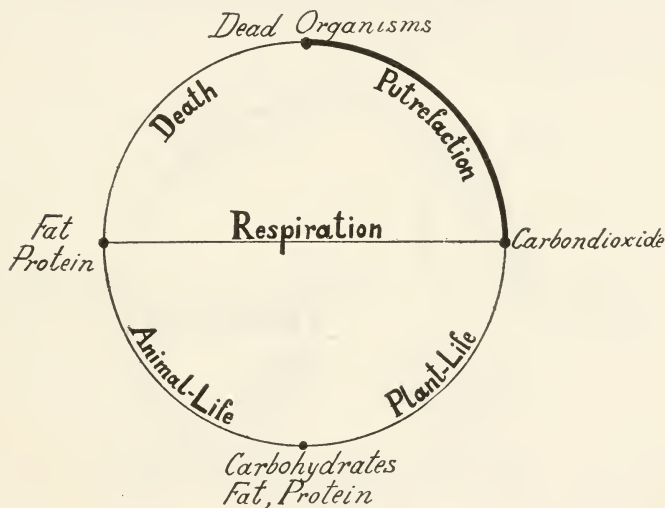 Dead Organisms
Death
Putrefaction
Fat
Protein
Respiration
Carbondioxide
Animal-Life
Plant-Life
Carbohydrates
Fat, Protein